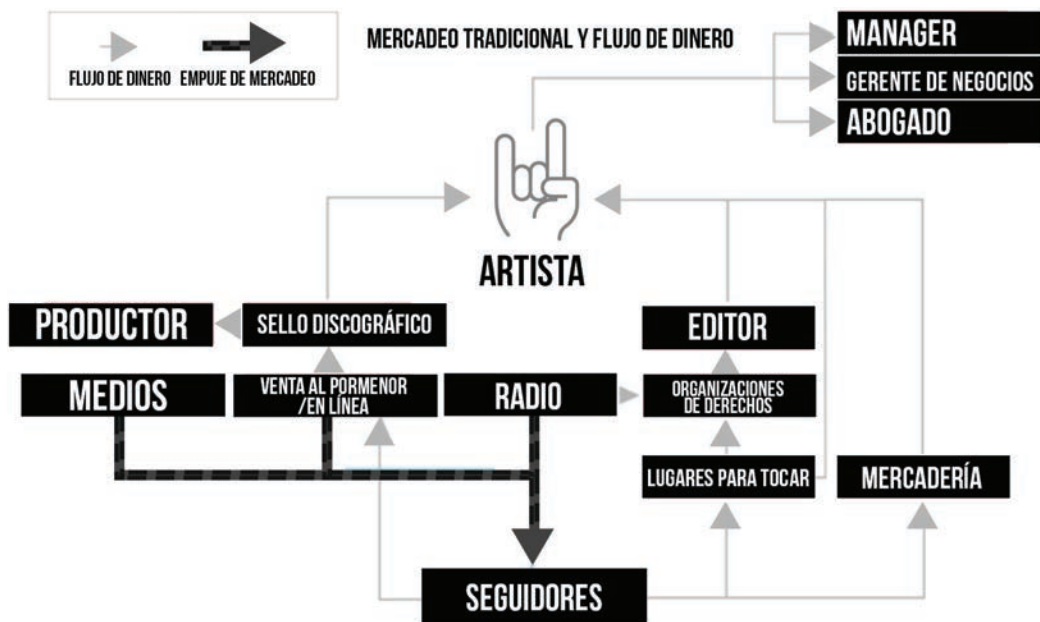 FLUJO DE DINERO
EMPUJE DE MERCADEO
MERCADEO TRADICIONAL Y FLUJO DE DINERO
MANAGER
GERENTE DE NEGOCIOS
ABOGADO
ARTISTA
PRODUCTOR
SELLO DISCOGRÁFICO
EDITOR
MEDIOS
VENTA AL PORMENOR
/EN LÍNEA
RADIO
ORGANIZACIONES
DE DERECHOS
LUGARES PARA TOCAR
MERCADERÍA
SEGUIDORES